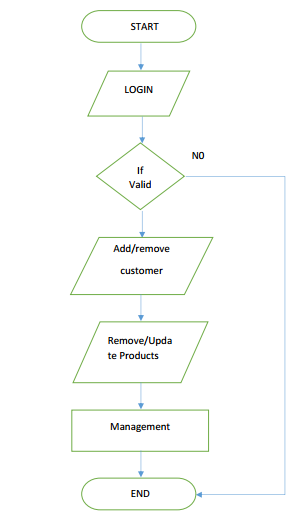 START
LOGIN
N0
If
Valid
Add/remove
customer
Remove/Upda
te Products
Management
END